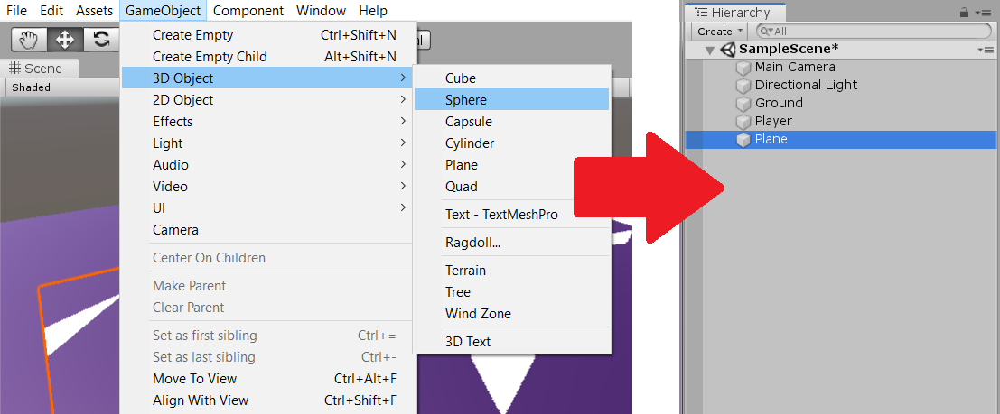 File Edit Assets GameObject Component Window Help
Create Empty Ctrl+Shift+N
Create Empty Child Alt+Shift+N
3D Object >
2D Object >
Effects >
Light >
Audio >
Video >
UI >
Camera
Center On Children
Make Parent
Clear Parent
Set as first sibling Ctrl+=
Set as last sibling Ctrl+-
Move To View Ctrl+Alt+F
Align With View Ctrl+Shift+F
Scene
Shaded
Cube
Sphere
Capsule
Cylinder
Plane
Quad
Text - TextMeshPro
Ragdoll...
Terrain
Tree
Wind Zone
3D Text
Hierarchy
Create All
SampleScene*
Main Camera
Directional Light
Ground
Player
Plane